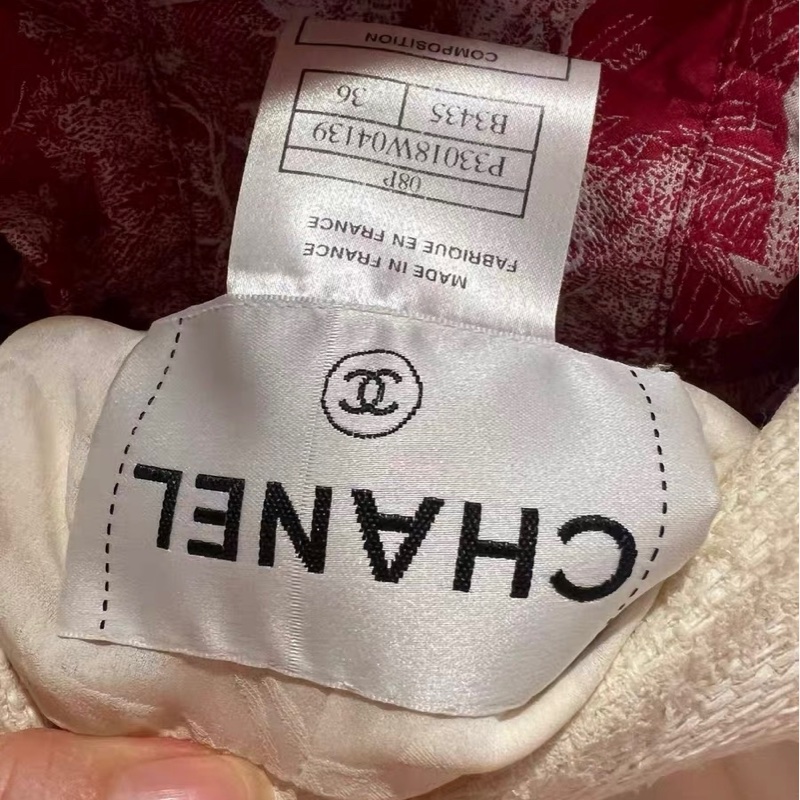 CHANEL
MADE IN FRANCE
FABRIQUE EN FRANCE
08P
P33018W04139
B3435 36
COMPOSITION